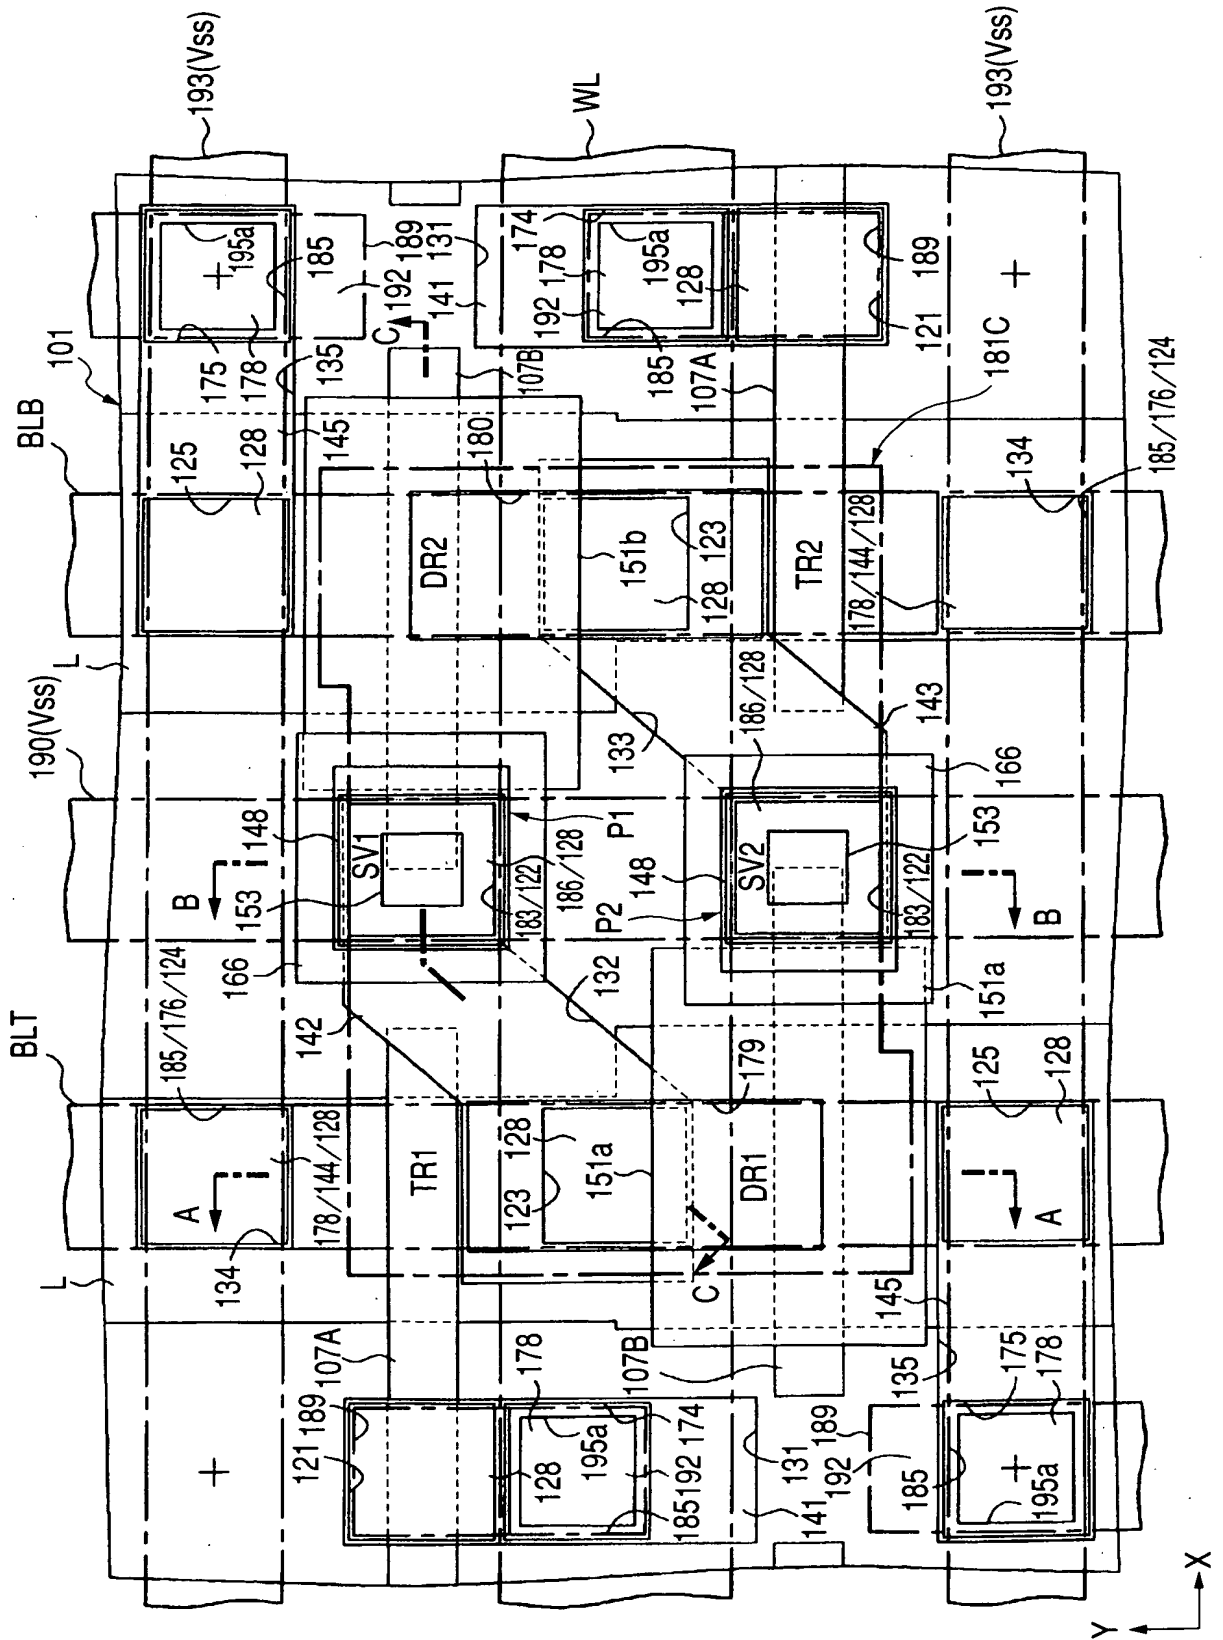 BLT
190(Vss)
BLB
101
193(Vss)
L
L
185/176/124
148
125
128
175
178
135
145
195a
185
189
192
A
B
134
178/144/128
153
166
142
SV1
P1
183/122
186/128
C
107B
180
131
141
174
WL
107A
189
121
TR1
132
133
DR2
151b
123
128
178
192
195a
128
185
178
195a
192
174
185
128
123
128
151a
179
P2
148
SV2
186/128
TR2
107A
189
121
181C
131
141
107B
C
DR1
151a
183/122
153
166
143
178/144/128
134
185/176/124
189
192
185
135
175
178
195a
145
A
125
128
B
193(Vss)
Y
X